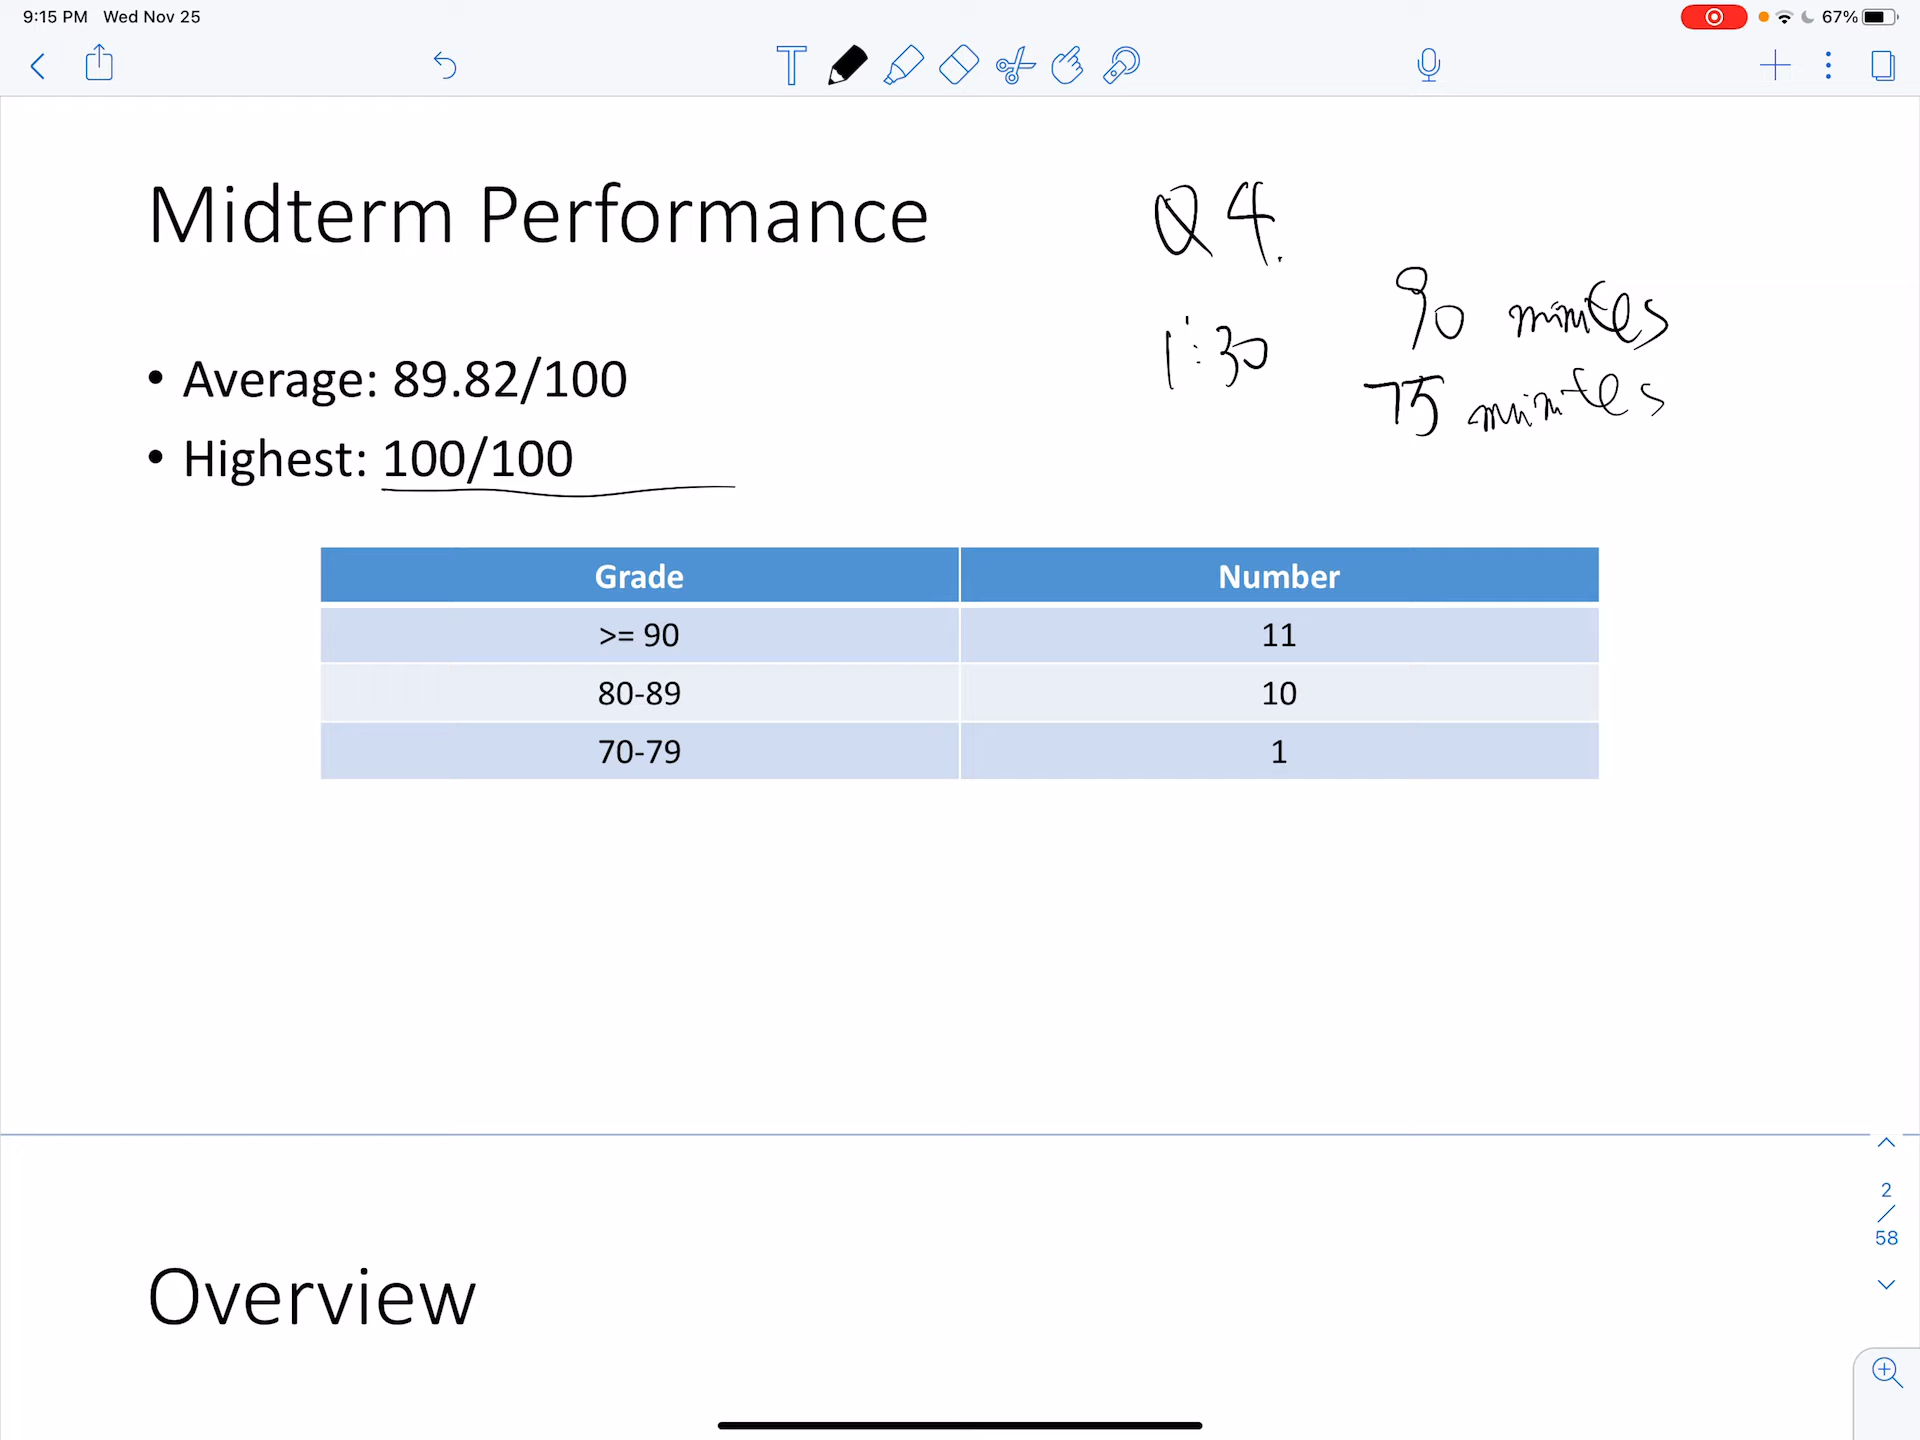 9:15 PM Wed Nov 25
67%
Midterm Performance
Q4.
90 minutes
1:30
75 minutes
• Average: 89.82/100
• Highest: 100/100
Grade Number
>= 90 11
80-89 10
70-79 1
2
/
58
Overview